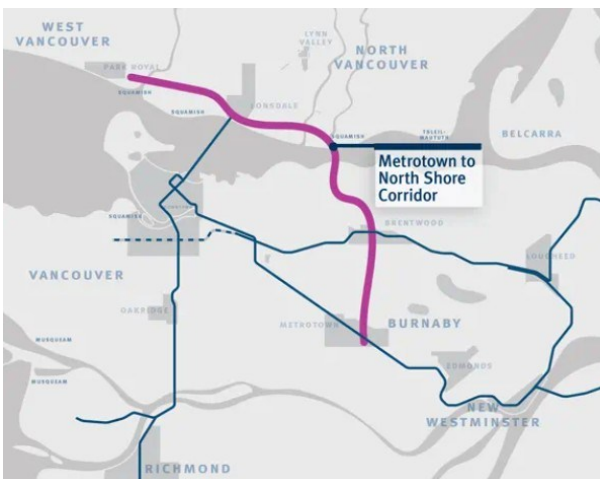 WEST
VANCOUVER
PARK ROYAL
LYNN
VALLEY
NORTH
VANCOUVER
SQUAMISH
LONSDALE
SQUAMISH
SQUAMISH
TSLEIL-
WAUTUTH
BELCARRA
Metrotown to
North Shore
Corridor
SQUAMISH
BRENTWOOD
LOUGHEED
VANCOUVER
OAKRIDGE
METROTOWN
BURNABY
MUSQUEAM
MUSQUEAM
EDMONDS
NEW
WESTMINSTER
RICHMOND